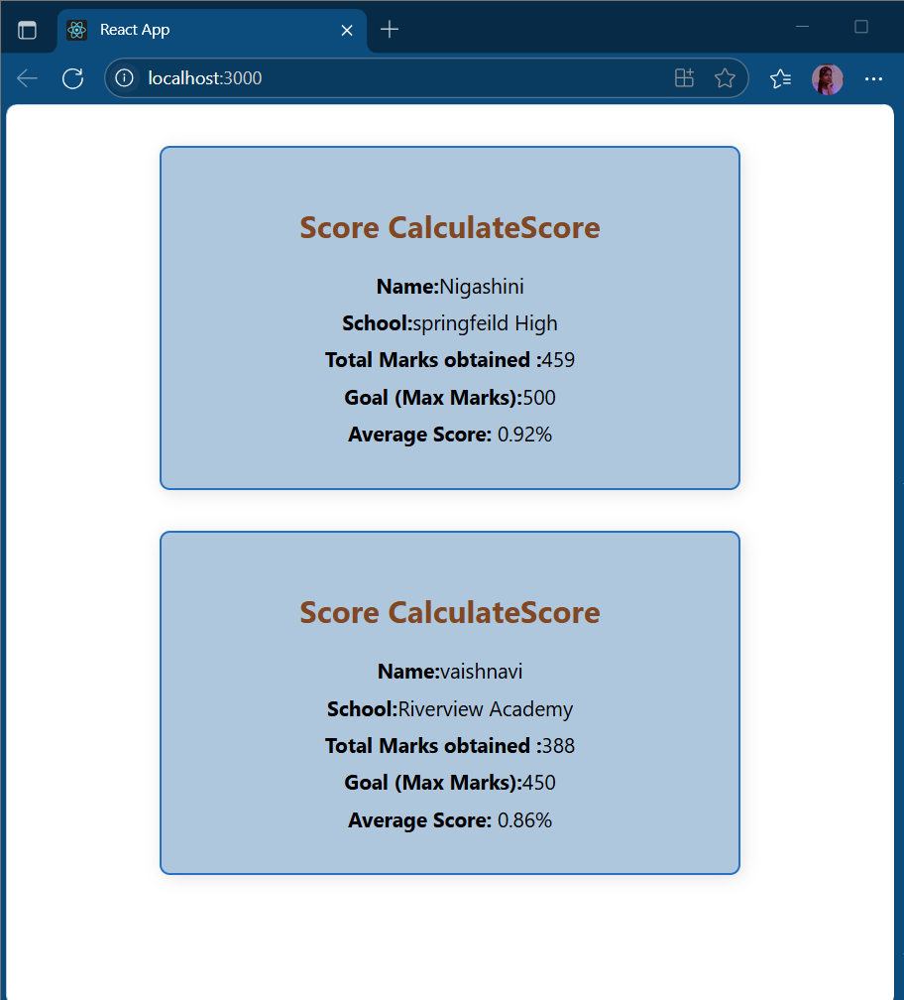 React App
localhost:3000
Score CalculateScore
Name:Nigashini
School:springfeild High
Total Marks obtained :459
Goal (Max Marks):500
Average Score: 0.92%
Score CalculateScore
Name:vaishnavi
School:Riverview Academy
Total Marks obtained :388
Goal (Max Marks):450
Average Score: 0.86%